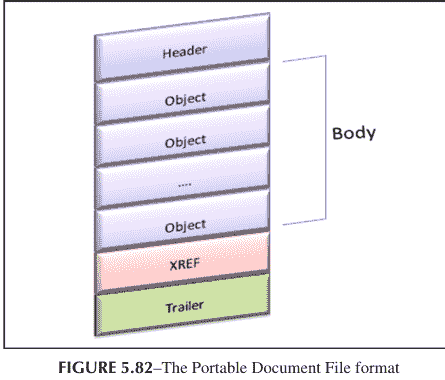 Header
Object
Object
....
Object
XREF
Trailer
Body
FIGURE 5.82–The Portable Document File format